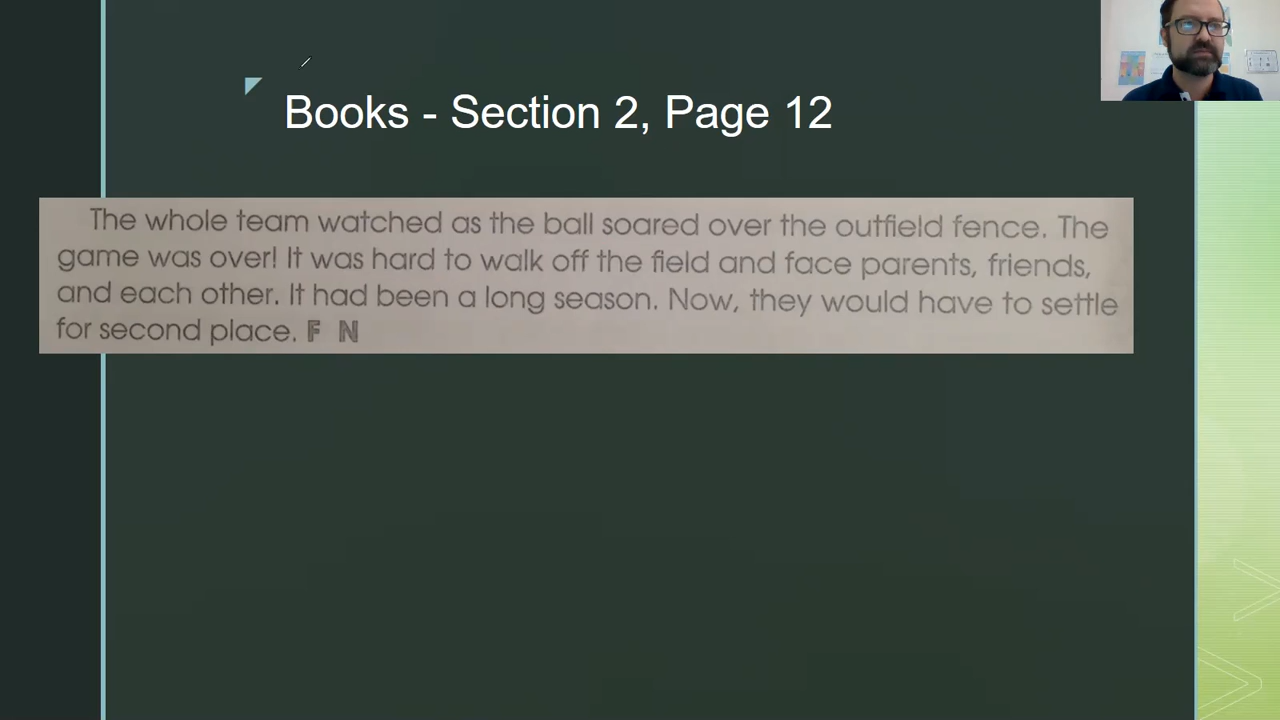 Books - Section 2, Page 12
The whole team watched as the ball soared over the outfield fence. The
game was over! It was hard to walk off the field and face parents, friends,
and each other. It had been a long season. Now, they would have to settle
for second place. F N